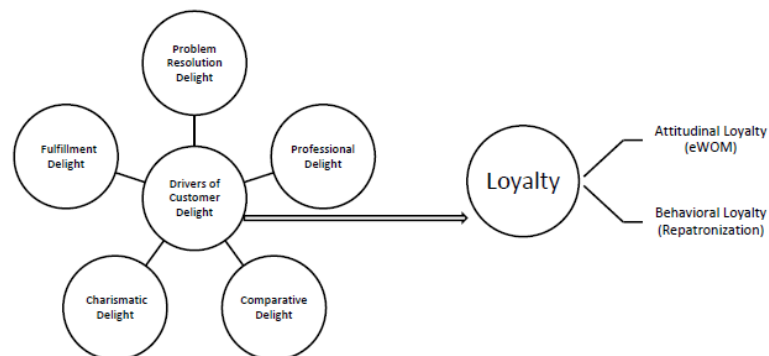 Problem
Resolution
Delight
Fulfillment
Delight
Professional
Delight
Drivers of
Customer
Delight
Charismatic
Delight
Comparative
Delight
Loyalty
Attitudinal Loyalty
(eWOM)
Behavioral Loyalty
(Repatronization)